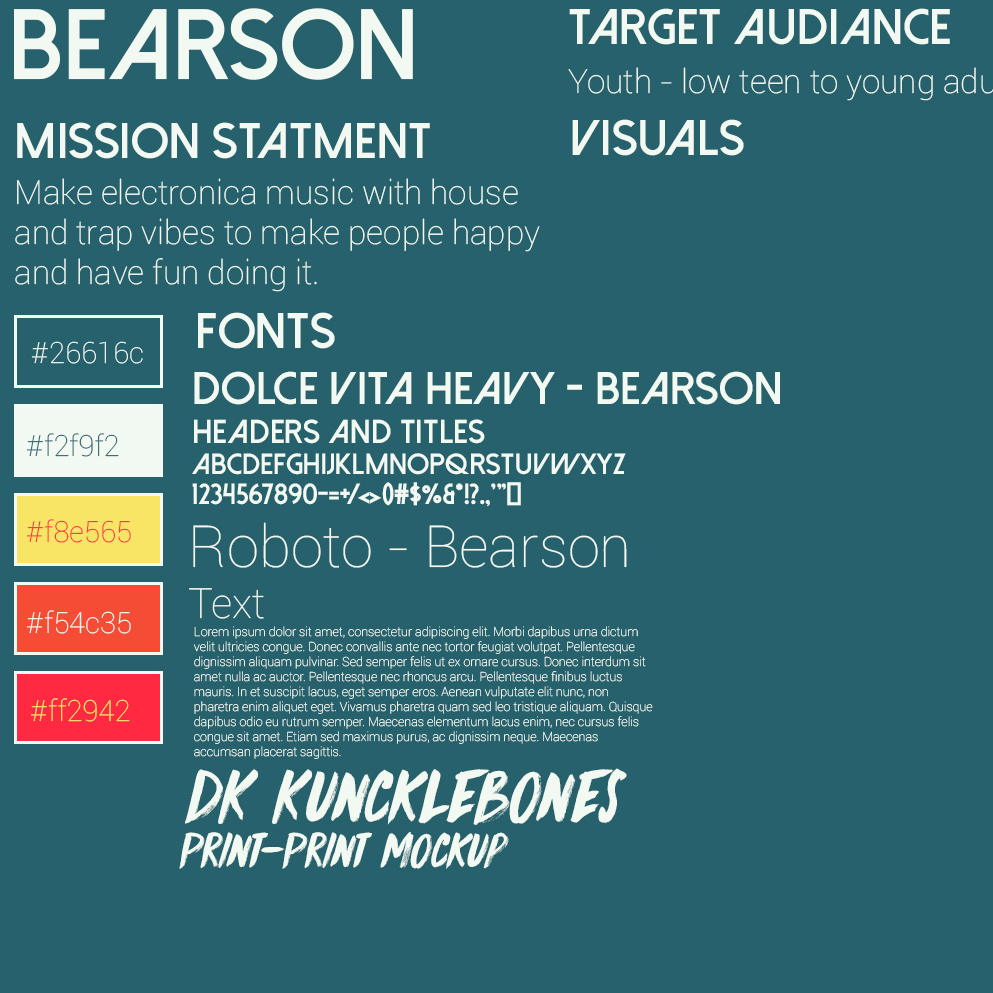 BEARSON
MISSION STATMENT
Make electronica music with house
and trap vibes to make people happy
and have fun doing it.
TARGET AUDIANCE
Youth - low teen to young adu
VISUALS
#26616c
#f2f9f2
#f8e565
#f54c35
#ff2942
FONTS
DOLCE VITA HEAVY - BEARSON
HEADERS AND TITLES
ABCDEFGHIJKLMNOPQRSTUVWXYZ
1234567890-=+/<>()#$%&°!?.,'"[]
Roboto - Bearson
Text
Lorem ipsum dolor sit amet, consectetur adipiscing elit. Morbi dapibus urna dictum
velit ultricies congue. Donec convallis ante nec tortor feugiat volutpat. Pellentesque
dignissim aliquam pulvinar. Sed semper felis ut ex ornare cursus. Donec interdum sit
amet nulla ac auctor. Pellentesque nec rhoncus arcu. Pellentesque finibus luctus
mauris. In et suscipit lacus, eget semper eros. Aenean vulputate elit nunc, non
pharetra enim aliquet eget. Vivamus pharetra quam sed leo tristique aliquam. Quisque
dapibus odio eu rutrum semper. Maecenas elementum lacus enim, nec cursus felis
congue sit amet. Etiam sed maximus purus, ac dignissim neque. Maecenas
accumsan placerat sagittis.
DK KUNCKLEBONES
PRINT-PRINT MOCKUP